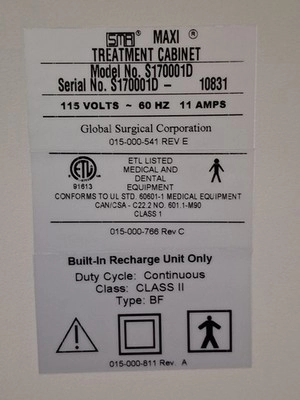 SMR ® MAXI ®
TREATMENT CABINET
Model No. S170001D
Serial No. S170001D - 10831
115 VOLTS ~ 60 HZ 11 AMPS
Global Surgical Corporation
015-000-541 REV E
ETL LISTED
MEDICAL AND
DENTAL
EQUIPMENT
ETL
91613
CONFORMS TO UL STD. 60601-1 MEDICAL EQUIPMENT
CAN/CSA - C22.2 NO. 601.1-M90
CLASS 1
015-000-766 Rev C
Built-In Recharge Unit Only
Duty Cycle: Continuous
Class: CLASS II
Type: BF
015-000-811 Rev. A